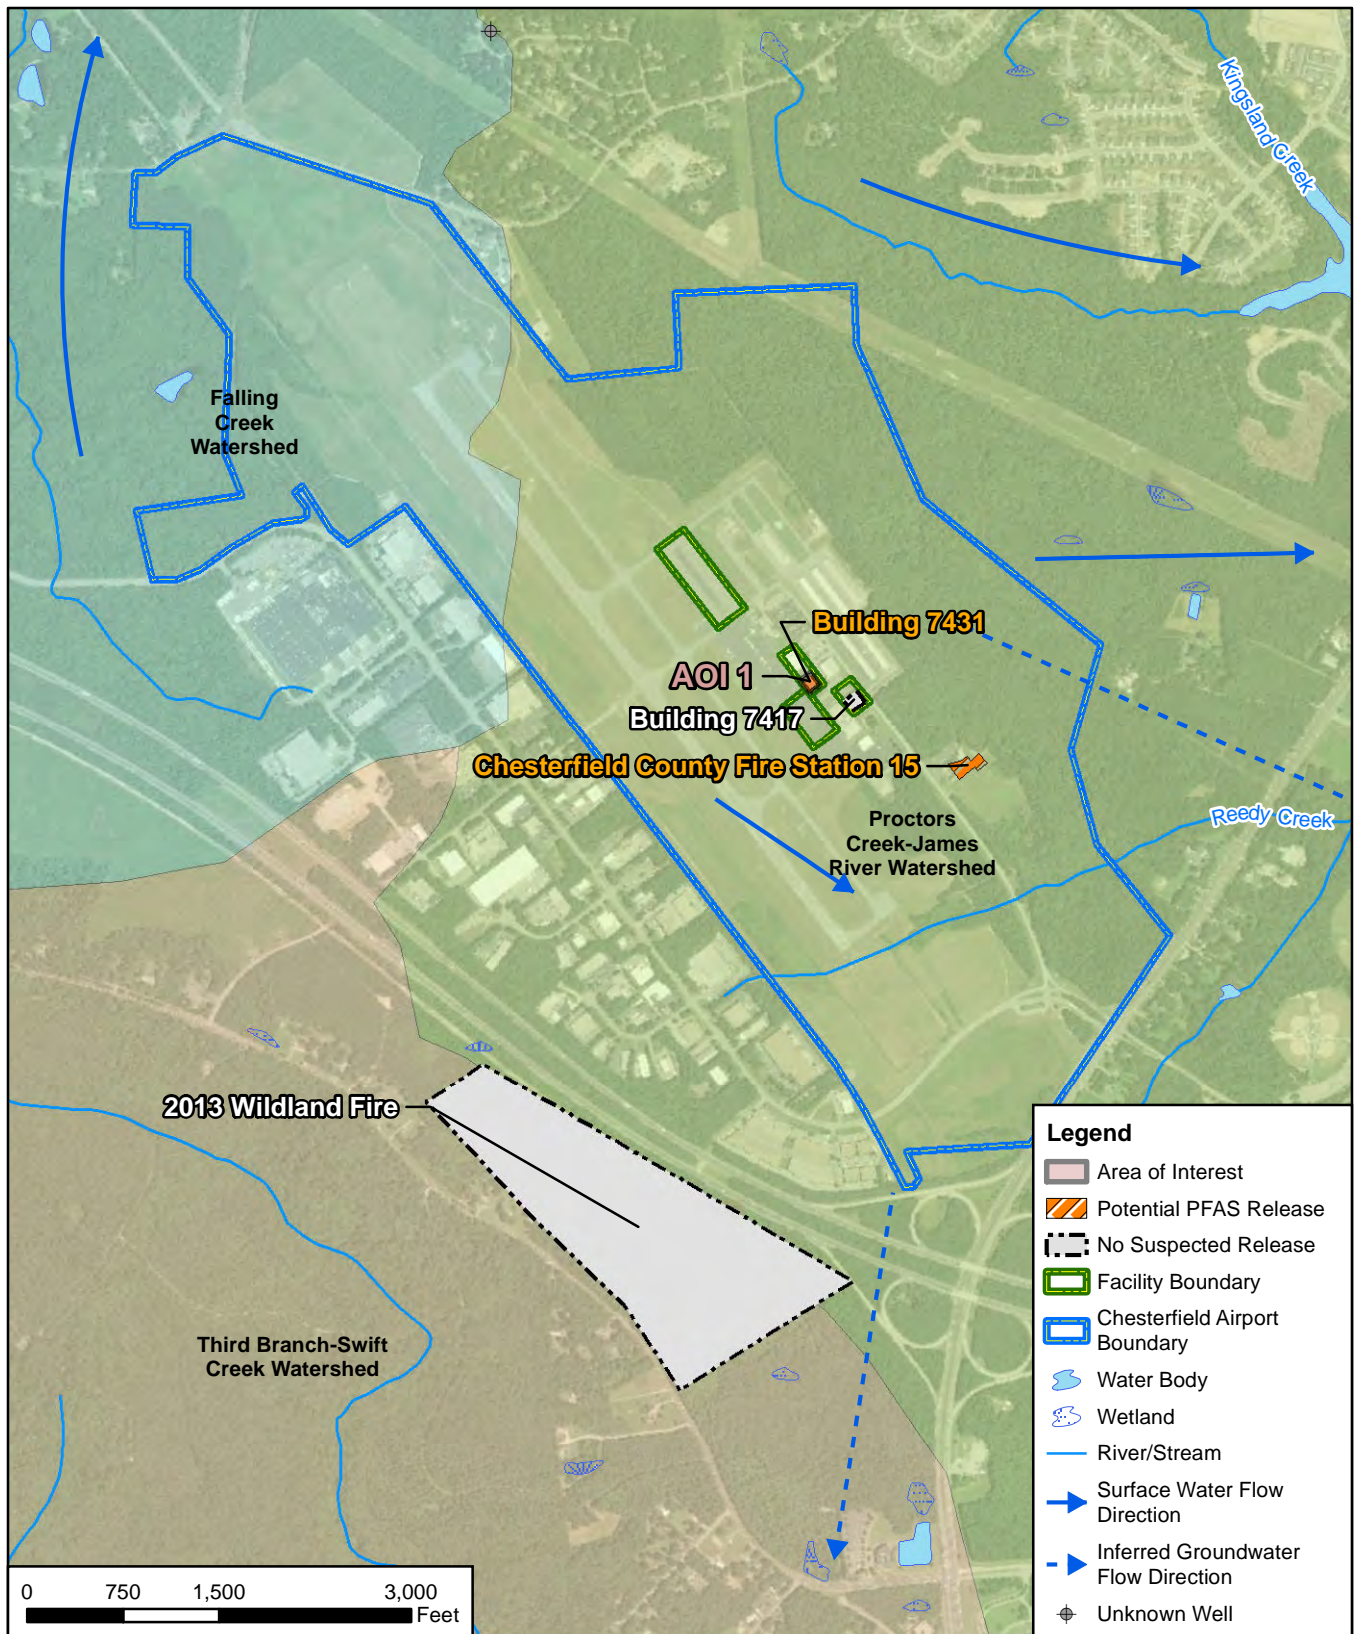 Kingsland Creek
Falling
Creek
Watershed
Building 7431
AOI 1
Building 7417
Chesterfield County Fire Station 15
Proctors
Creek-James
River Watershed
Reedy Creek
2013 Wildland Fire
Third Branch-Swift
Creek Watershed
Legend
Area of Interest
Potential PFAS Release
No Suspected Release
Facility Boundary
Chesterfield Airport
Boundary
Water Body
Wetland
River/Stream
Surface Water Flow
Direction
Inferred Groundwater
Flow Direction
Unknown Well
0 750 1,500 3,000
Feet